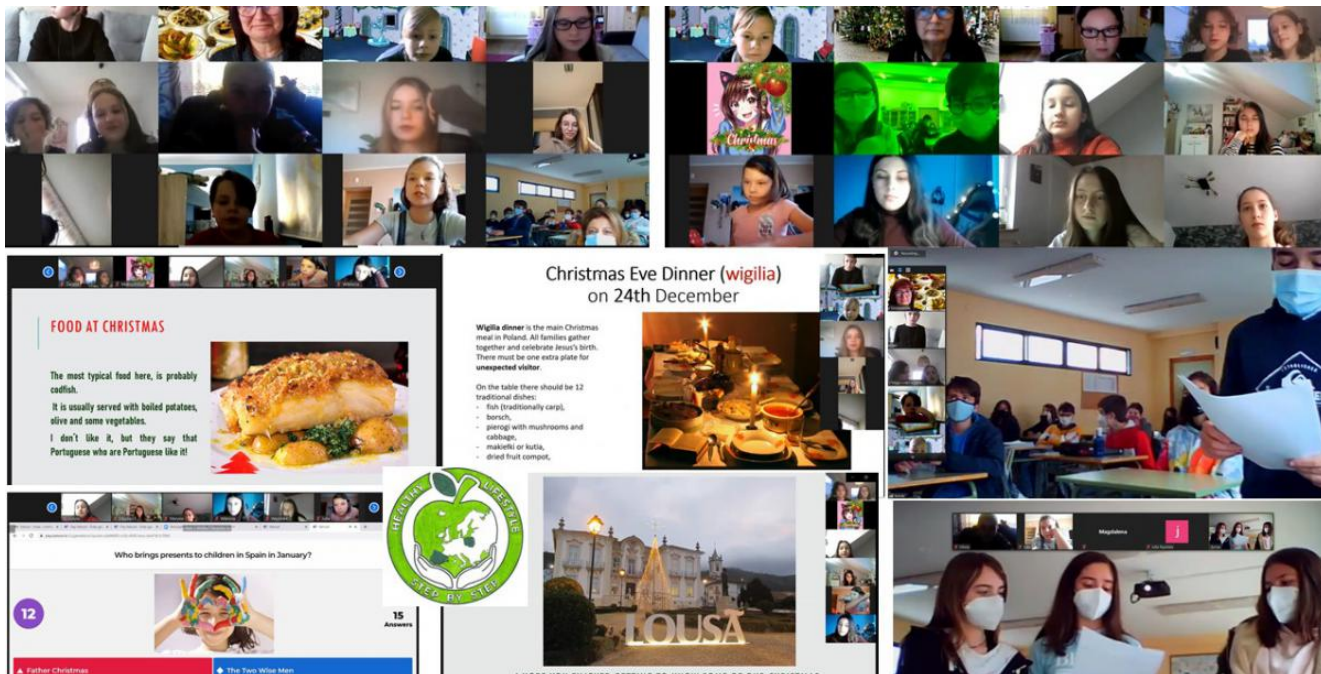 Christmas
FOOD AT CHRISTMAS
The most typical food here, is probably
codfish.
It is usually served with boiled potatoes,
olive and some vegetables.
I don't like it, but they say that
Portuguese who are Portuguese like it!
Christmas Eve Dinner (wigilia)
on 24th December
Wigilia dinner is the main Christmas
meal in Poland. All families gather
together and celebrate Jesus's birth.
There must be one extra plate for
unexpected visitor.
On the table there should be 12
traditional dishes:
- fish (traditionally carp),
- borsch,
- pierogi with mushrooms and
cabbage,
- makiełki or kutia,
- dried fruit compot,
Who brings presents to children in Spain in January?
12
15
Answers
Father Christmas
The Two Wise Men
HEALTHY LIFESTYLE
STEP BY STEP
LOUSÃ
Magdalena
j